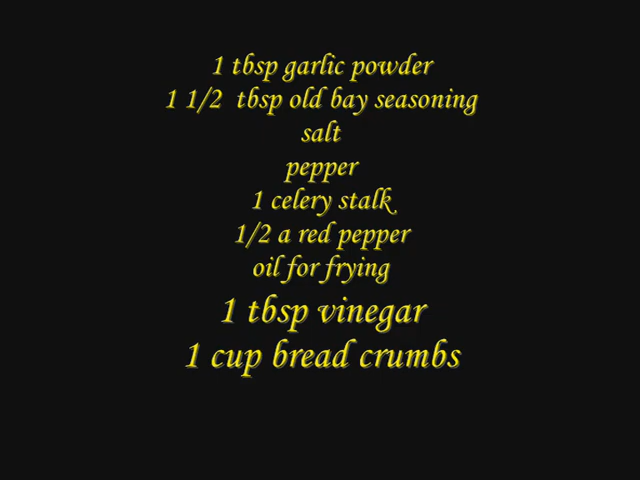 1 tbsp garlic powder
1 1/2 tbsp old bay seasoning
salt
pepper
1 celery stalk
1/2 a red pepper
oil for frying
1 tbsp vinegar
1 cup bread crumbs